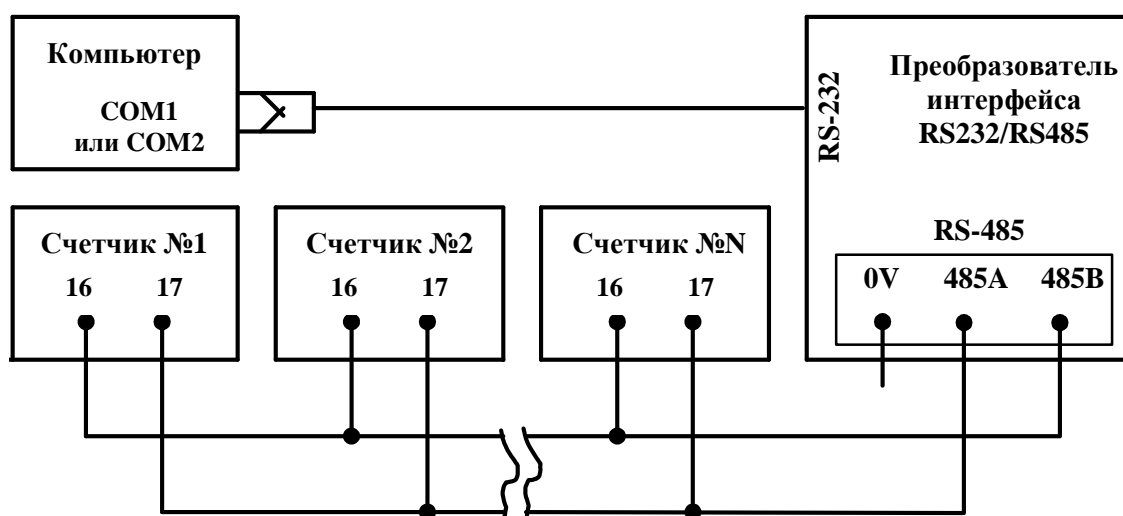 Компьютер
COM1
или COM2
RS-232
Преобразователь
интерфейса
RS232/RS485
Счетчик №1
16 17
Счетчик №2
16 17
Счетчик №N
16 17
RS-485
0V 485A 485B